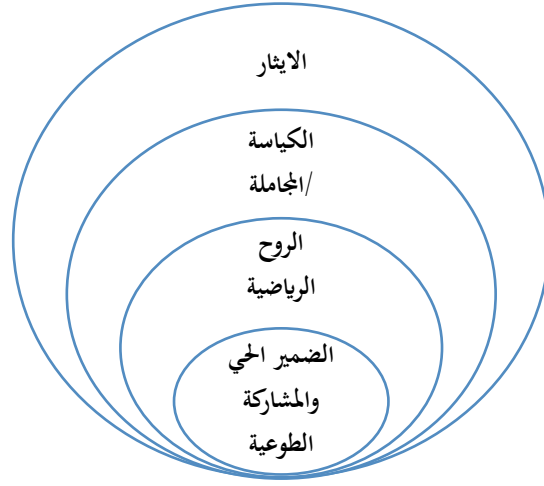 الايثار
الكياسة
/المجاملة
الروح
الرياضية
الضمير الحي
والمشاركة
الطوعية